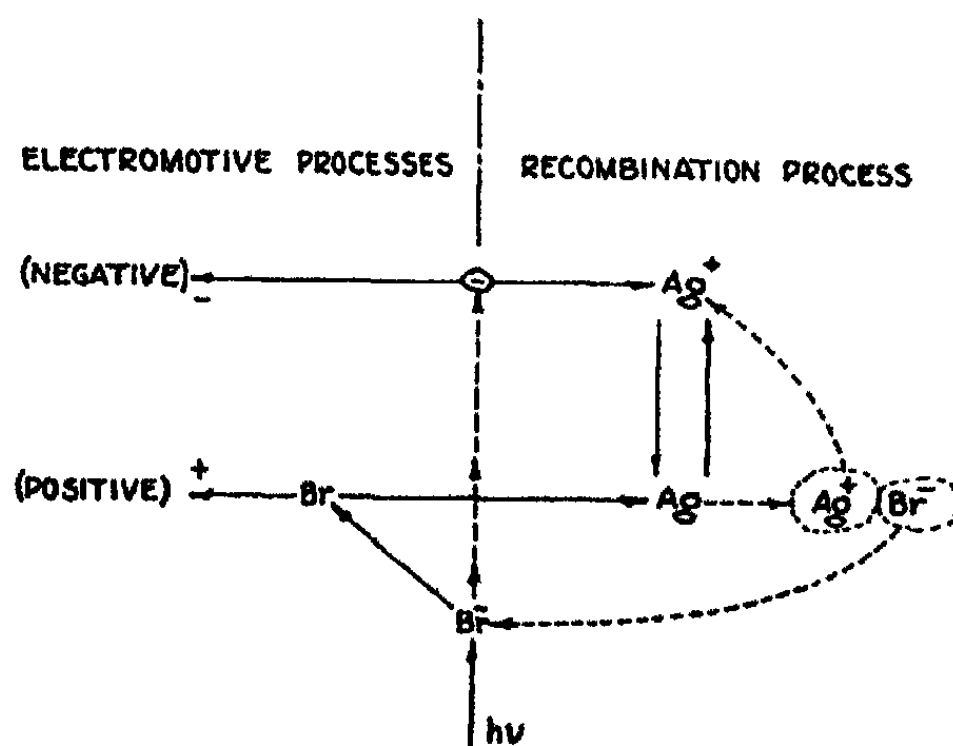 ELECTROMOTIVE PROCESSES RECOMBINATION PROCESS
(NEGATIVE) - ⊖ Ag⁺
(POSITIVE) + Br Ag Ag⁺ Br⁻
Br⁻
hν